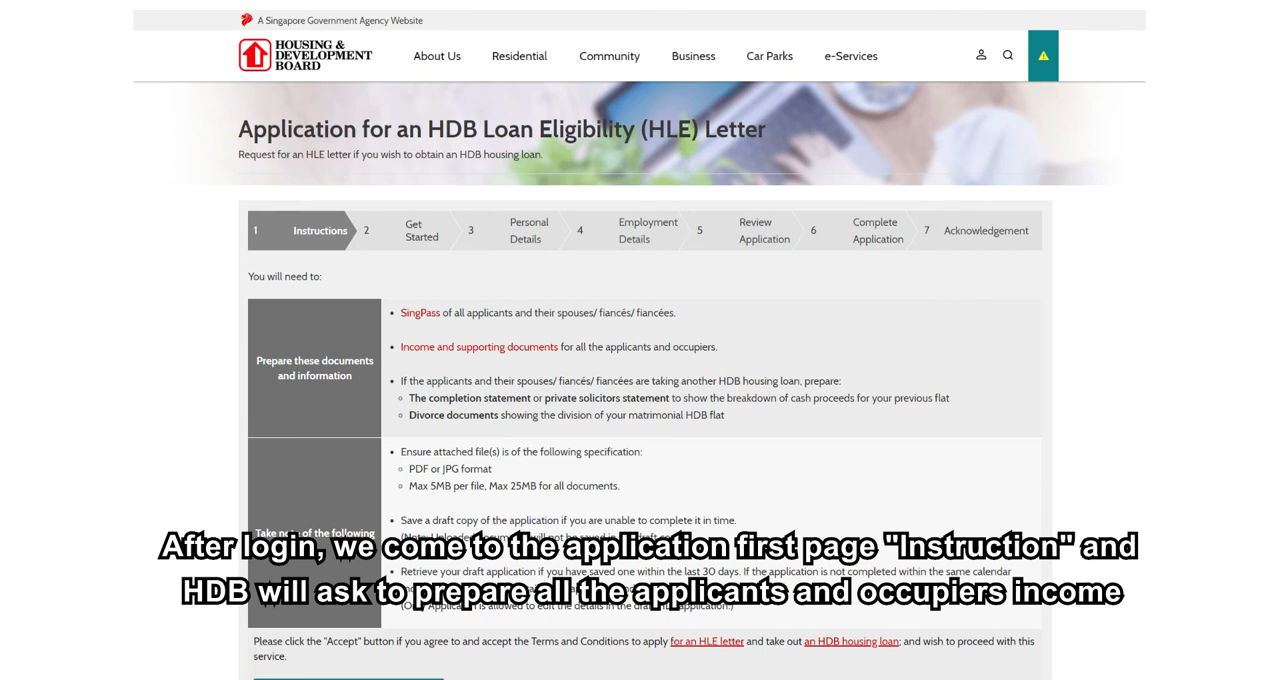 A Singapore Government Agency Website
HOUSING &
DEVELOPMENT
BOARD
About Us Residential Community Business Car Parks e-Services
Application for an HDB Loan Eligibility (HLE) Letter
Request for an HLE letter if you wish to obtain an HDB housing loan.
1 Instructions 2 Get Started 3 Personal Details 4 Employment Details 5 Review Application 6 Complete Application 7 Acknowledgement
You will need to:
Prepare these documents
and information
• SingPass of all applicants and their spouses/ fiancés/ fiancées.
• Income and supporting documents for all the applicants and occupiers.
• If the applicants and their spouses/ fiancés/ fiancées are taking another HDB housing loan, prepare:
The completion statement or private solicitors statement to show the breakdown of cash proceeds for your previous flat
Divorce documents showing the division of your matrimonial HDB flat
Take note of the following
• Ensure attached file(s) is of the following specification:
PDF or JPG format
Max 5MB per file, Max 25MB for all documents.
• Save a draft copy of the application if you are unable to complete it in time.
• Retrieve your draft application if you have saved one within the last 30 days. If the application is not completed within the same calendar
After login, we come to the application first page "Instruction" and
HDB will ask to prepare all the applicants and occupiers income
Please click the "Accept" button if you agree to and accept the Terms and Conditions to apply for an HLE letter and take out an HDB housing loan; and wish to proceed with this
service.